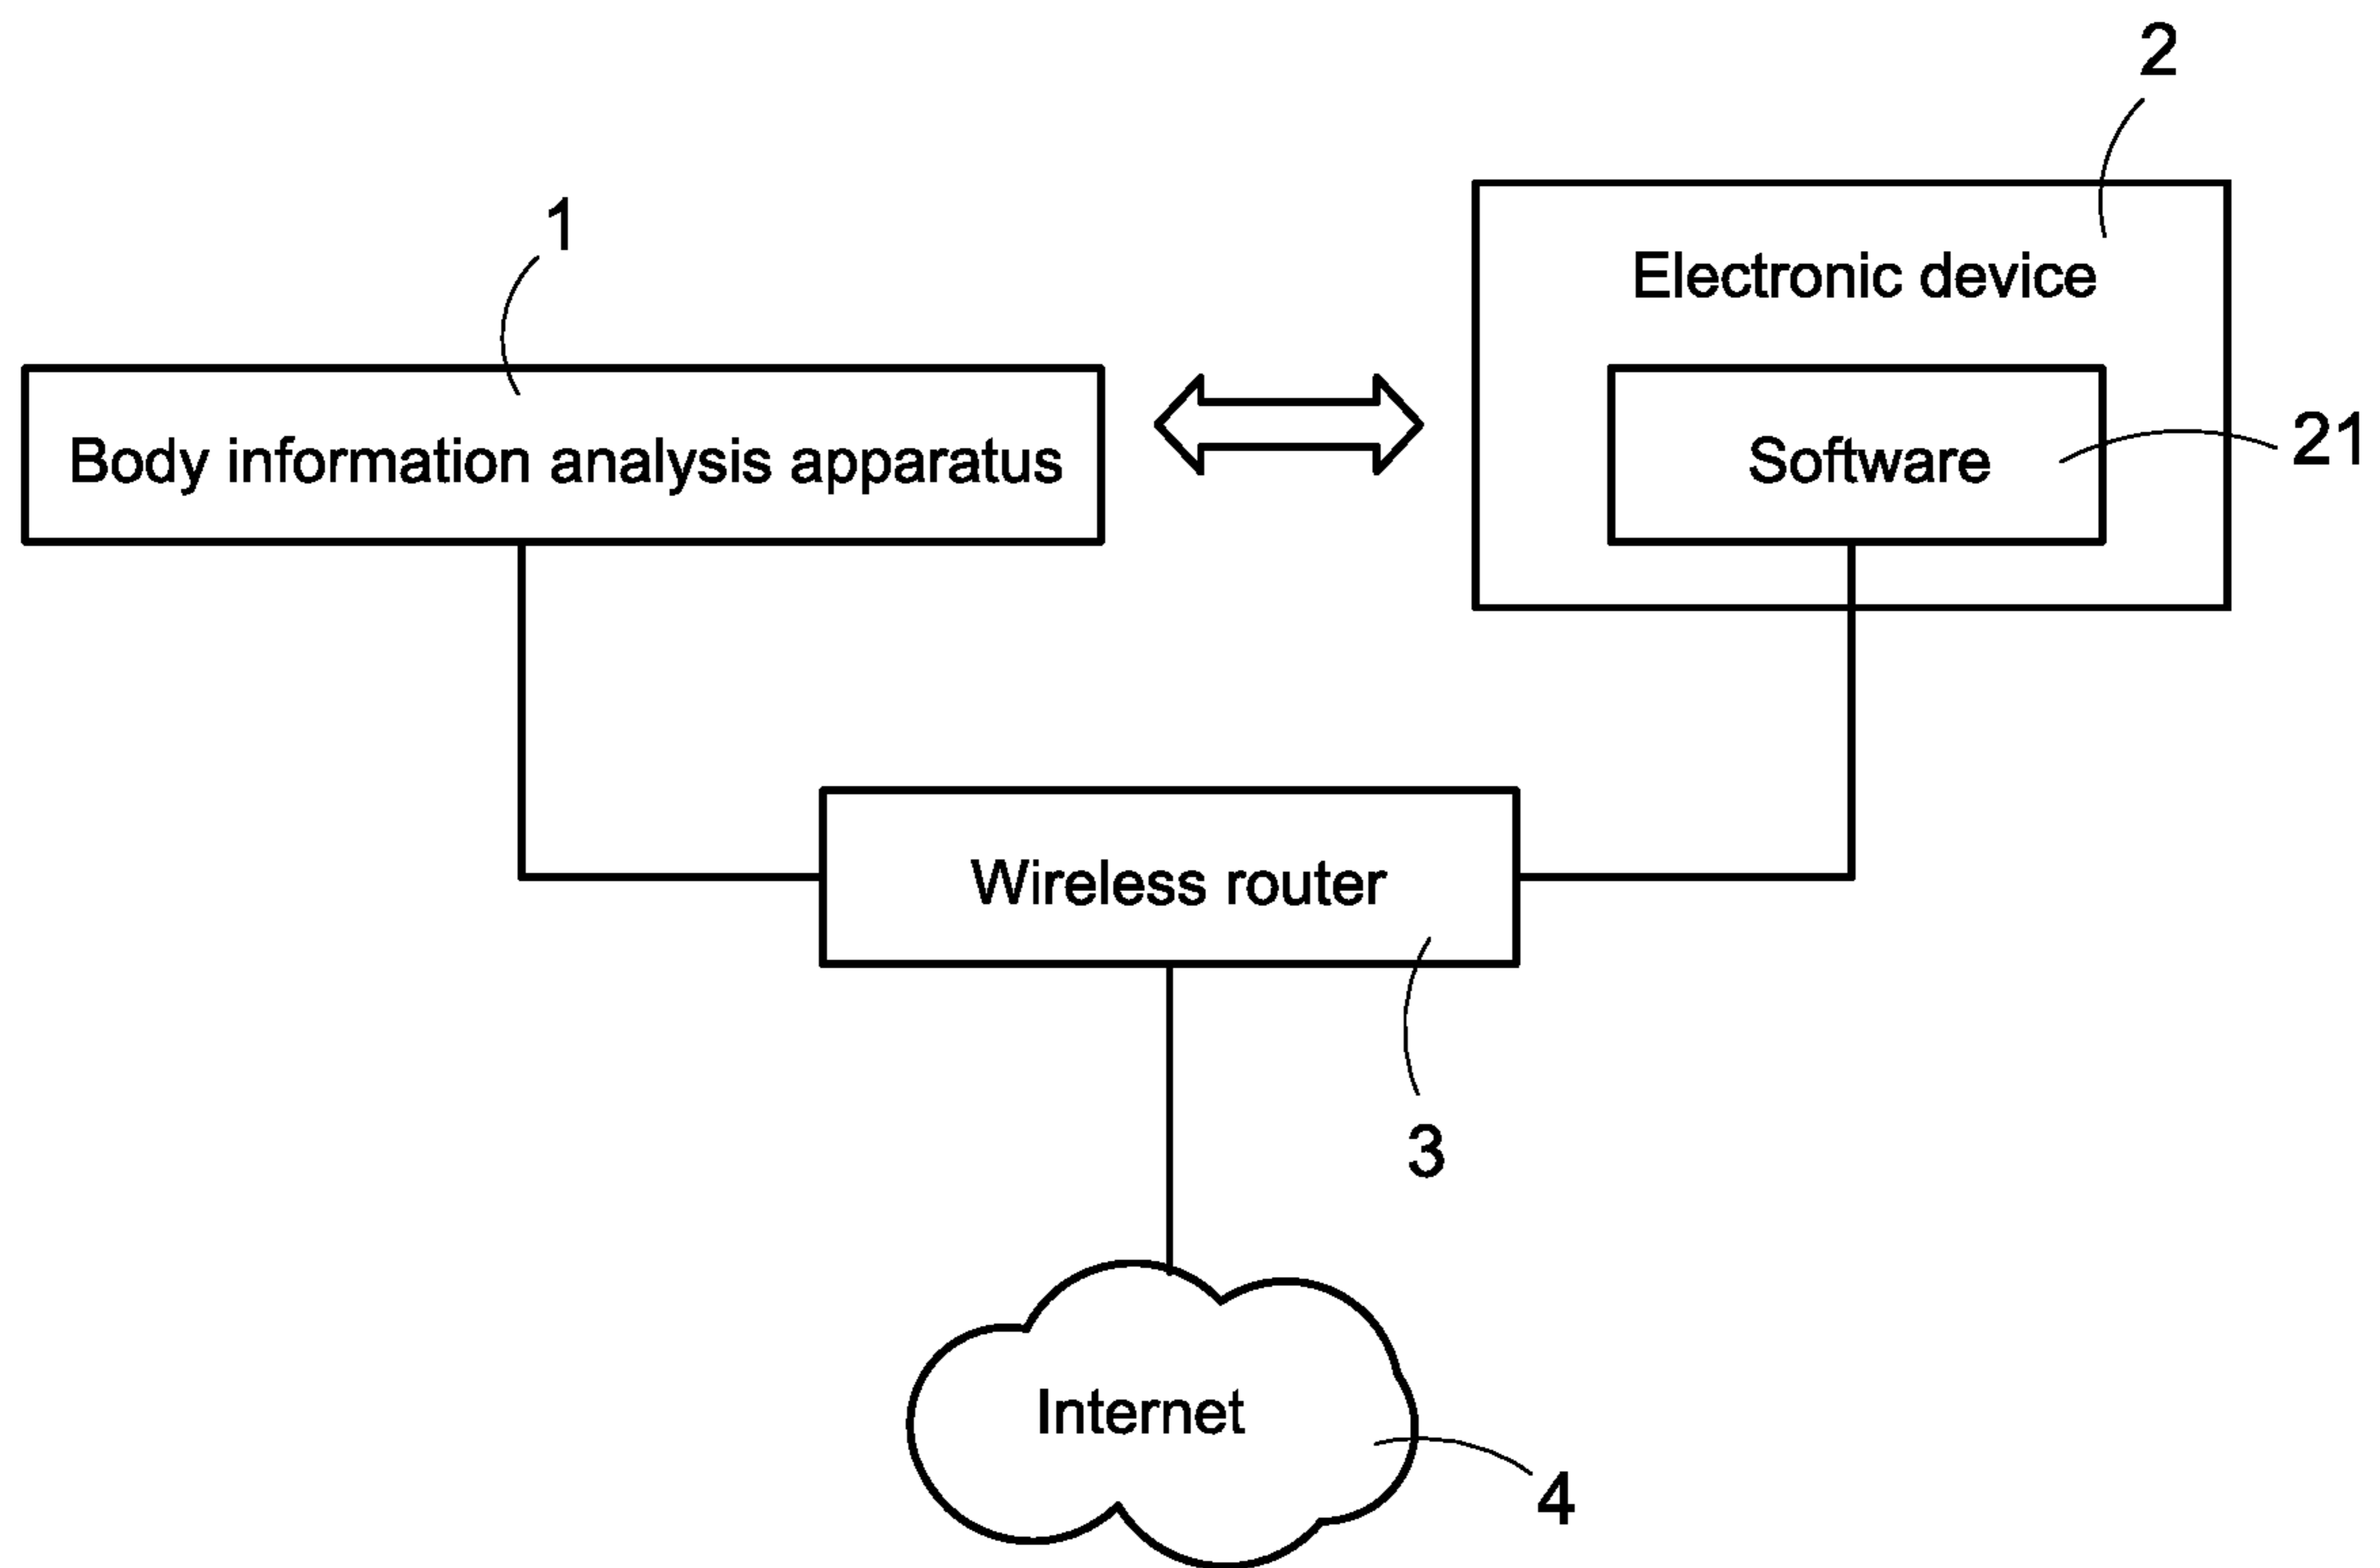 2
1
Electronic device
Body information analysis apparatus
Software
21
Wireless router
3
Internet
4